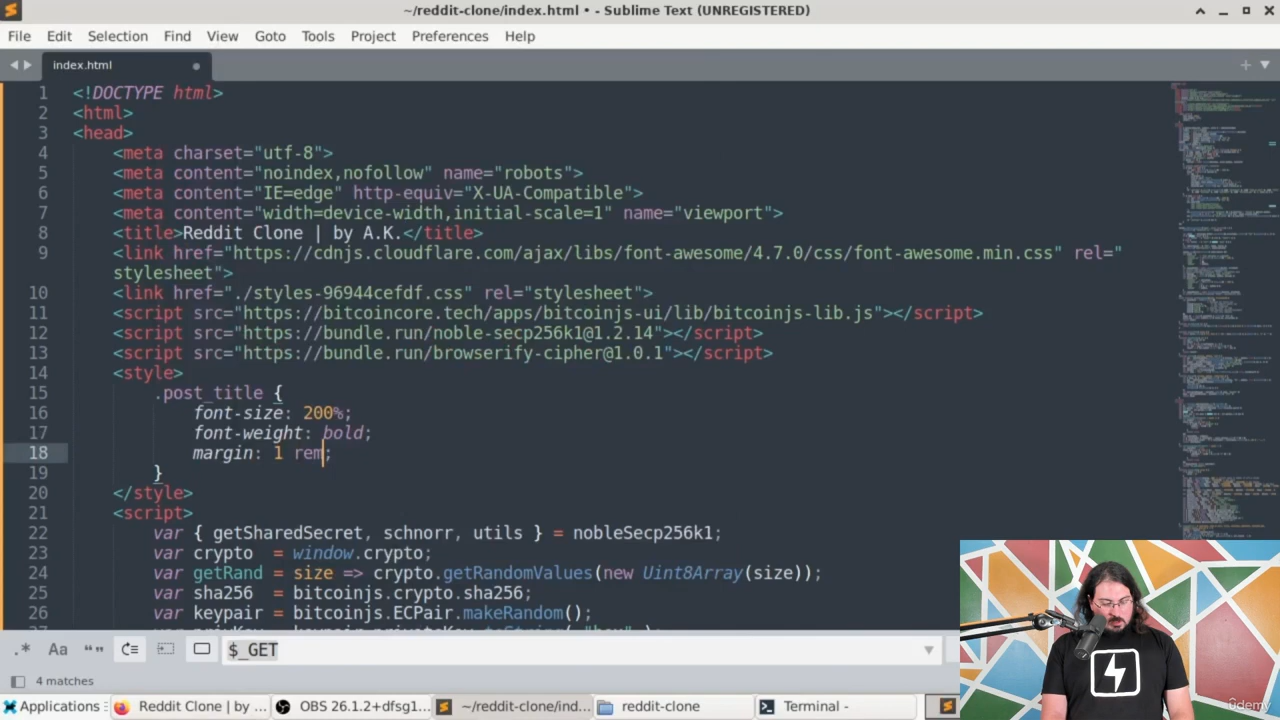 ~/reddit-clone/index.html • - Sublime Text (UNREGISTERED)
File Edit Selection Find View Goto Tools Project Preferences Help
index.html
1 <!DOCTYPE html>
2 <html>
3 <head>
4 <meta charset="utf-8">
5 <meta content="noindex,nofollow" name="robots">
6 <meta content="IE=edge" http-equiv="X-UA-Compatible">
7 <meta content="width=device-width,initial-scale=1" name="viewport">
8 <title>Reddit Clone | by A.K.</title>
9 <link href="https://cdnjs.cloudflare.com/ajax/libs/font-awesome/4.7.0/css/font-awesome.min.css" rel="
stylesheet">
10 <link href="./styles-96944cefdf.css" rel="stylesheet">
11 <script src="https://bitcoincore.tech/apps/bitcoinjs-ui/lib/bitcoinjs-lib.js"></script>
12 <script src="https://bundle.run/noble-secp256k1@1.2.14"></script>
13 <script src="https://bundle.run/browserify-cipher@1.0.1"></script>
14 <style>
15 .post_title {
16 font-size: 200%;
17 font-weight: bold;
18 margin: 1 rem;
19 }
20 </style>
21 <script>
22 var { getSharedSecret, schnorr, utils } = nobleSecp256k1;
23 var crypto = window.crypto;
24 var getRand = size => crypto.getRandomValues(new Uint8Array(size));
25 var sha256 = bitcoinjs.crypto.sha256;
26 var keypair = bitcoinjs.ECPair.makeRandom();
.* Aa “” $_GET
4 matches
Applications Reddit Clone | by ... OBS 26.1.2+dfsg1... ~/reddit-clone/ind... reddit-clone Terminal -
ûdemy